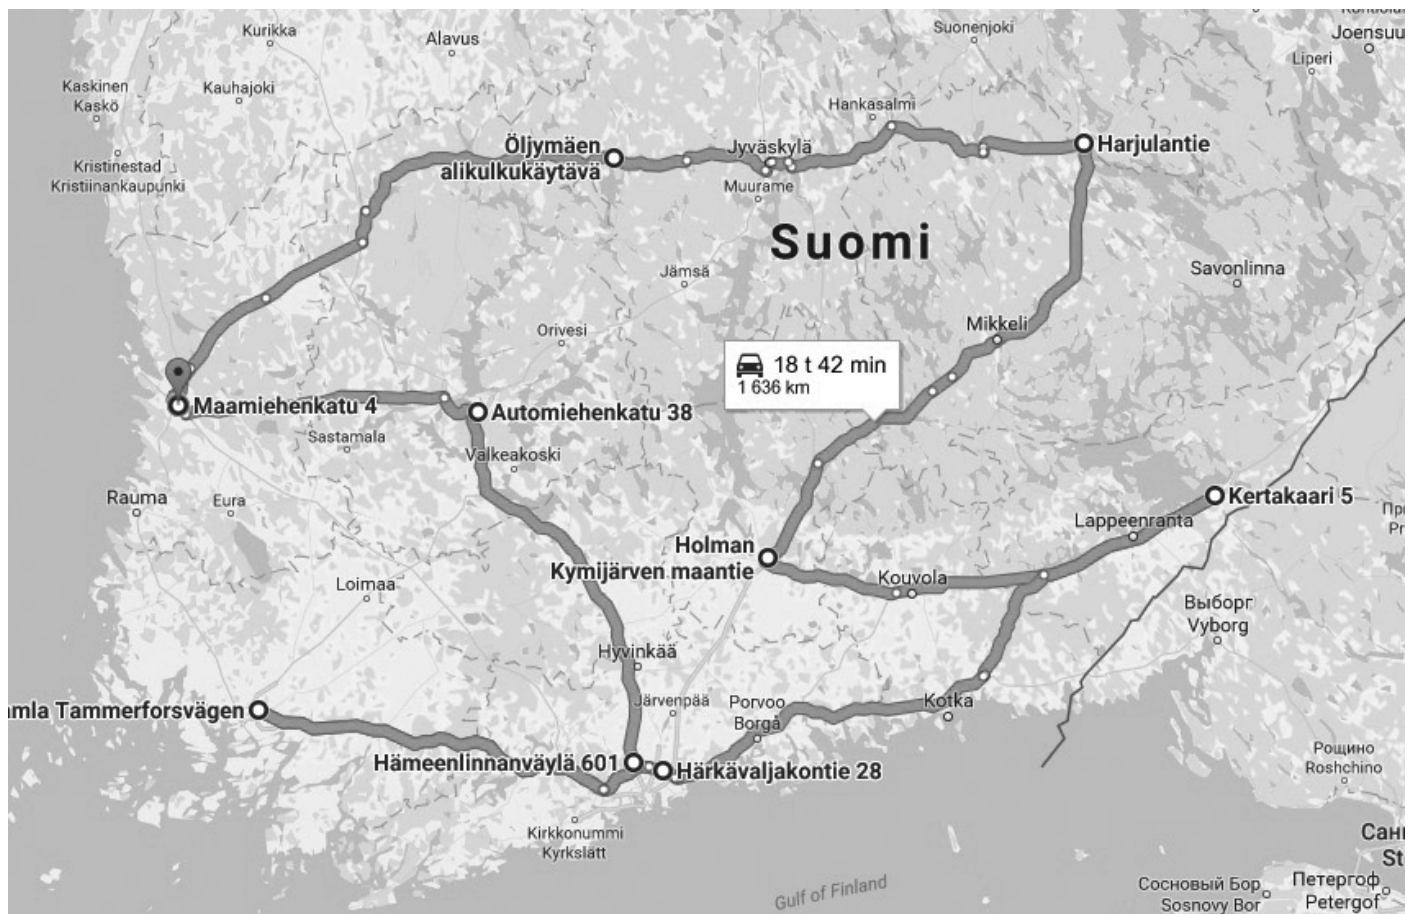 Kurikka
Alavus
Suonenjoki
Joensuu
Liperi
Kaskinen
Kaskö
Kauhajoki
Hankasalmi
Kristinestad
Kristiinankaupunki
Öljymäen
alikulkukäytävä
Jyväskylä
Muurame
Harjulantie
Suomi
Jämsä
Savonlinna
Orivesi
Mikkeli
18 t 42 min
1 636 km
Maamiehenkatu 4
Automiehenkatu 38
Sastamala
Valkeakoski
Rauma
Eura
Kertakaari 5
Lappeenranta
Holman
Kymijärven maantie
Kouvola
Loimaa
Выборг
Vyborg
Hyvinkää
Järvenpää
Porvoo
Borgå
Kotka
amla Tammerforsvägen
Hämeenlinnanväylä 601
Härkävaljakontie 28
Рощино
Roshchino
Kirkkonummi
Kyrkslätt
Gulf of Finland
Сосновый Бор
Sosnovy Bor
Петергоф
Petergof